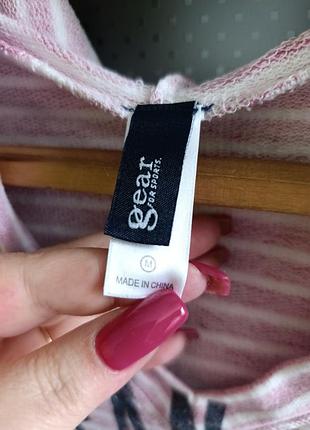 gear
FOR SPORTS.
M
MADE IN CHINA